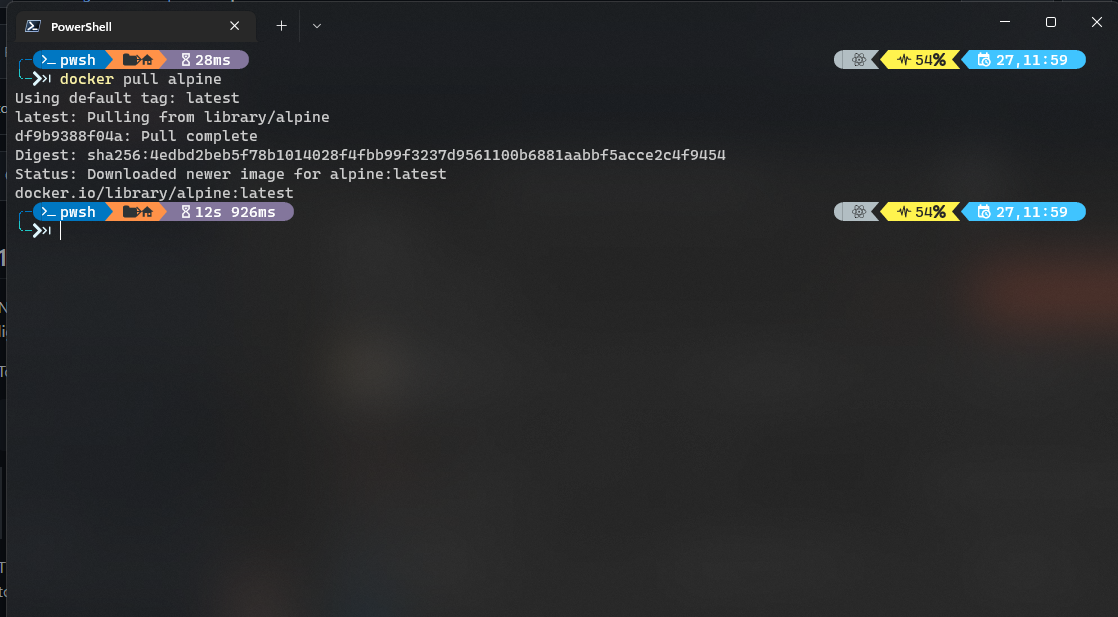 PowerShell
pwsh 28ms 54% 27,11:59
docker pull alpine
Using default tag: latest
latest: Pulling from library/alpine
df9b9388f04a: Pull complete
Digest: sha256:4edbd2beb5f78b1014028f4fbb99f3237d9561100b6881aabbf5acce2c4f9454
Status: Downloaded newer image for alpine:latest
docker.io/library/alpine:latest
pwsh 12s 926ms 54% 27,11:59